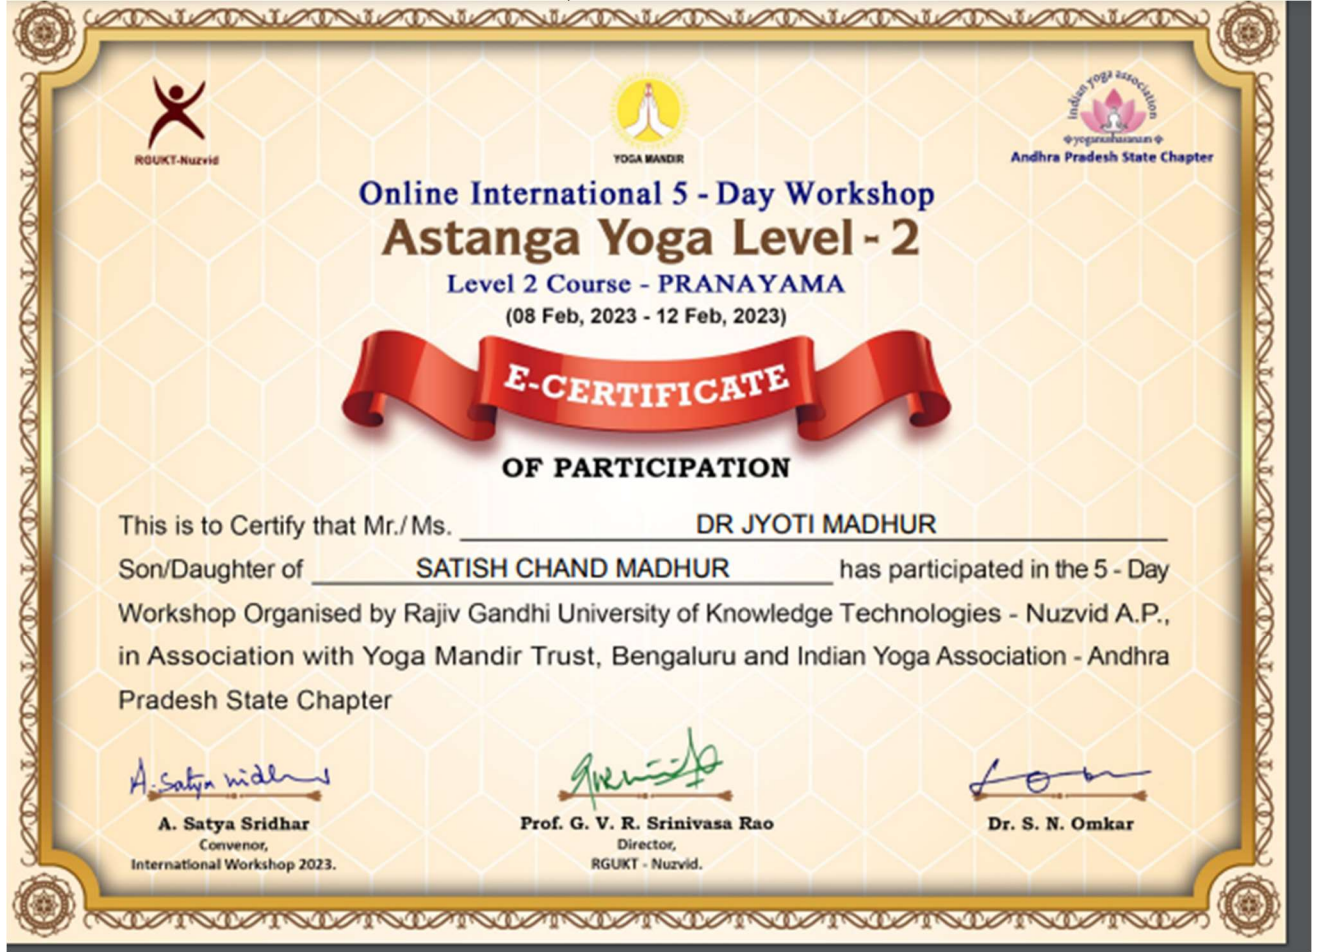 RGUKT-Nuzvid
YOGA MANDIR
indian yoga association
yoganushasanam
Andhra Pradesh State Chapter
Online International 5 - Day Workshop
Astanga Yoga Level - 2
Level 2 Course - PRANAYAMA
(08 Feb, 2023 - 12 Feb, 2023)
E-CERTIFICATE
OF PARTICIPATION
This is to Certify that Mr./ Ms. DR JYOTI MADHUR
Son/Daughter of SATISH CHAND MADHUR has participated in the 5 - Day
Workshop Organised by Rajiv Gandhi University of Knowledge Technologies - Nuzvid A.P.,
in Association with Yoga Mandir Trust, Bengaluru and Indian Yoga Association - Andhra
Pradesh State Chapter
A. Satya Sridhar
Convenor,
International Workshop 2023.
Prof. G. V. R. Srinivasa Rao
Director,
RGUKT - Nuzvid.
Dr. S. N. Omkar